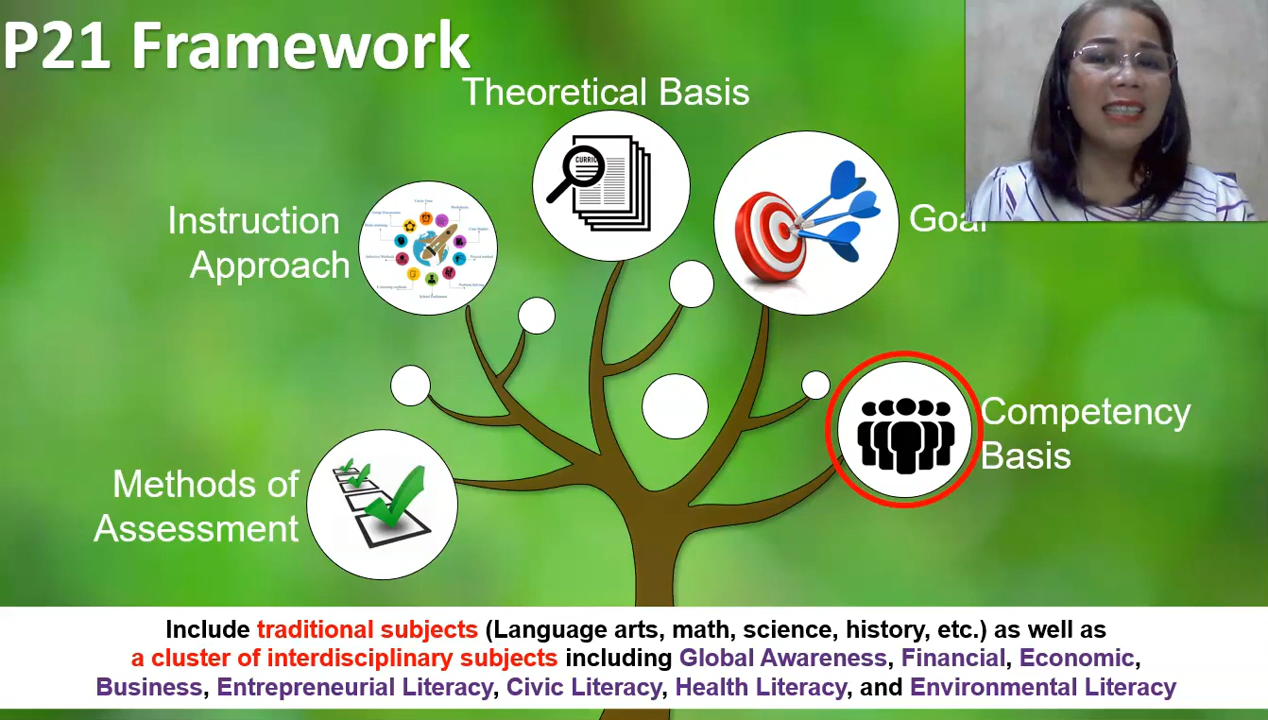 P21 Framework
Theoretical Basis
CURRIC
Instruction
Approach
Goal
Competency
Basis
Methods of
Assessment
Include traditional subjects (Language arts, math, science, history, etc.) as well as
a cluster of interdisciplinary subjects including Global Awareness, Financial, Economic,
Business, Entrepreneurial Literacy, Civic Literacy, Health Literacy, and Environmental Literacy